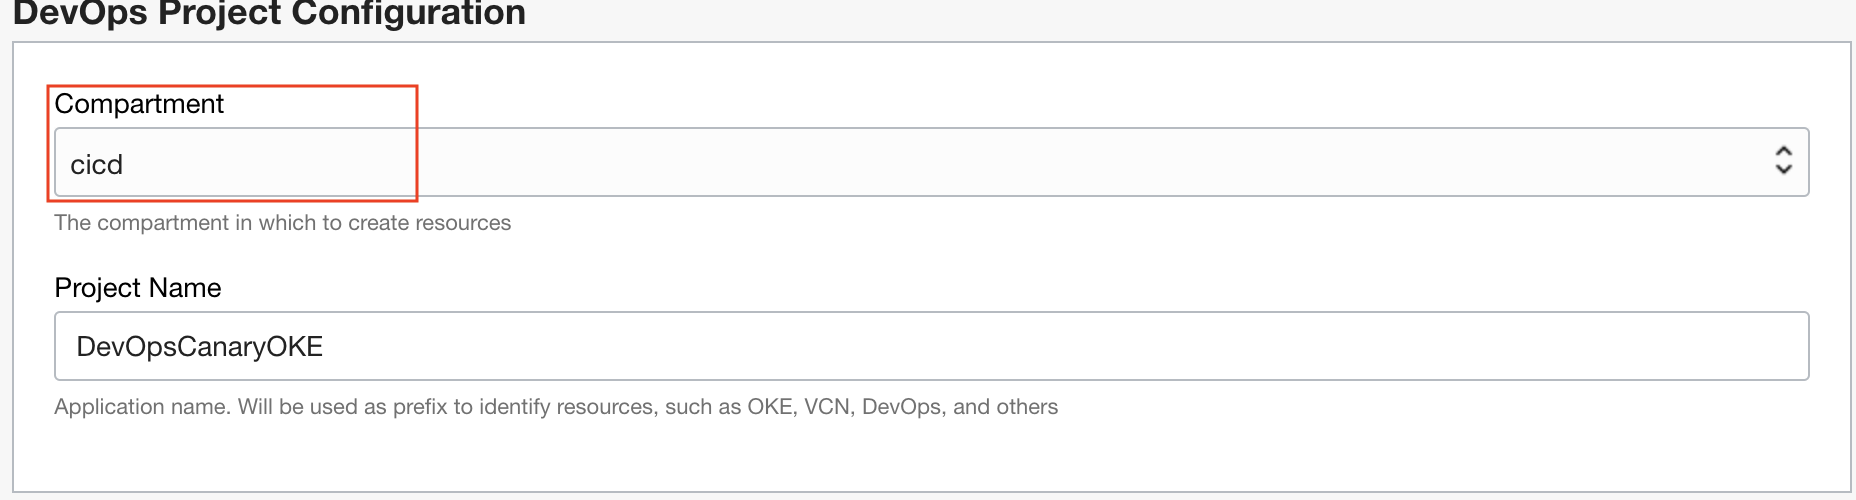 DevOps Project Configuration
Compartment
cicd
The compartment in which to create resources
Project Name
DevOpsCanaryOKE
Application name. Will be used as prefix to identify resources, such as OKE, VCN, DevOps, and others